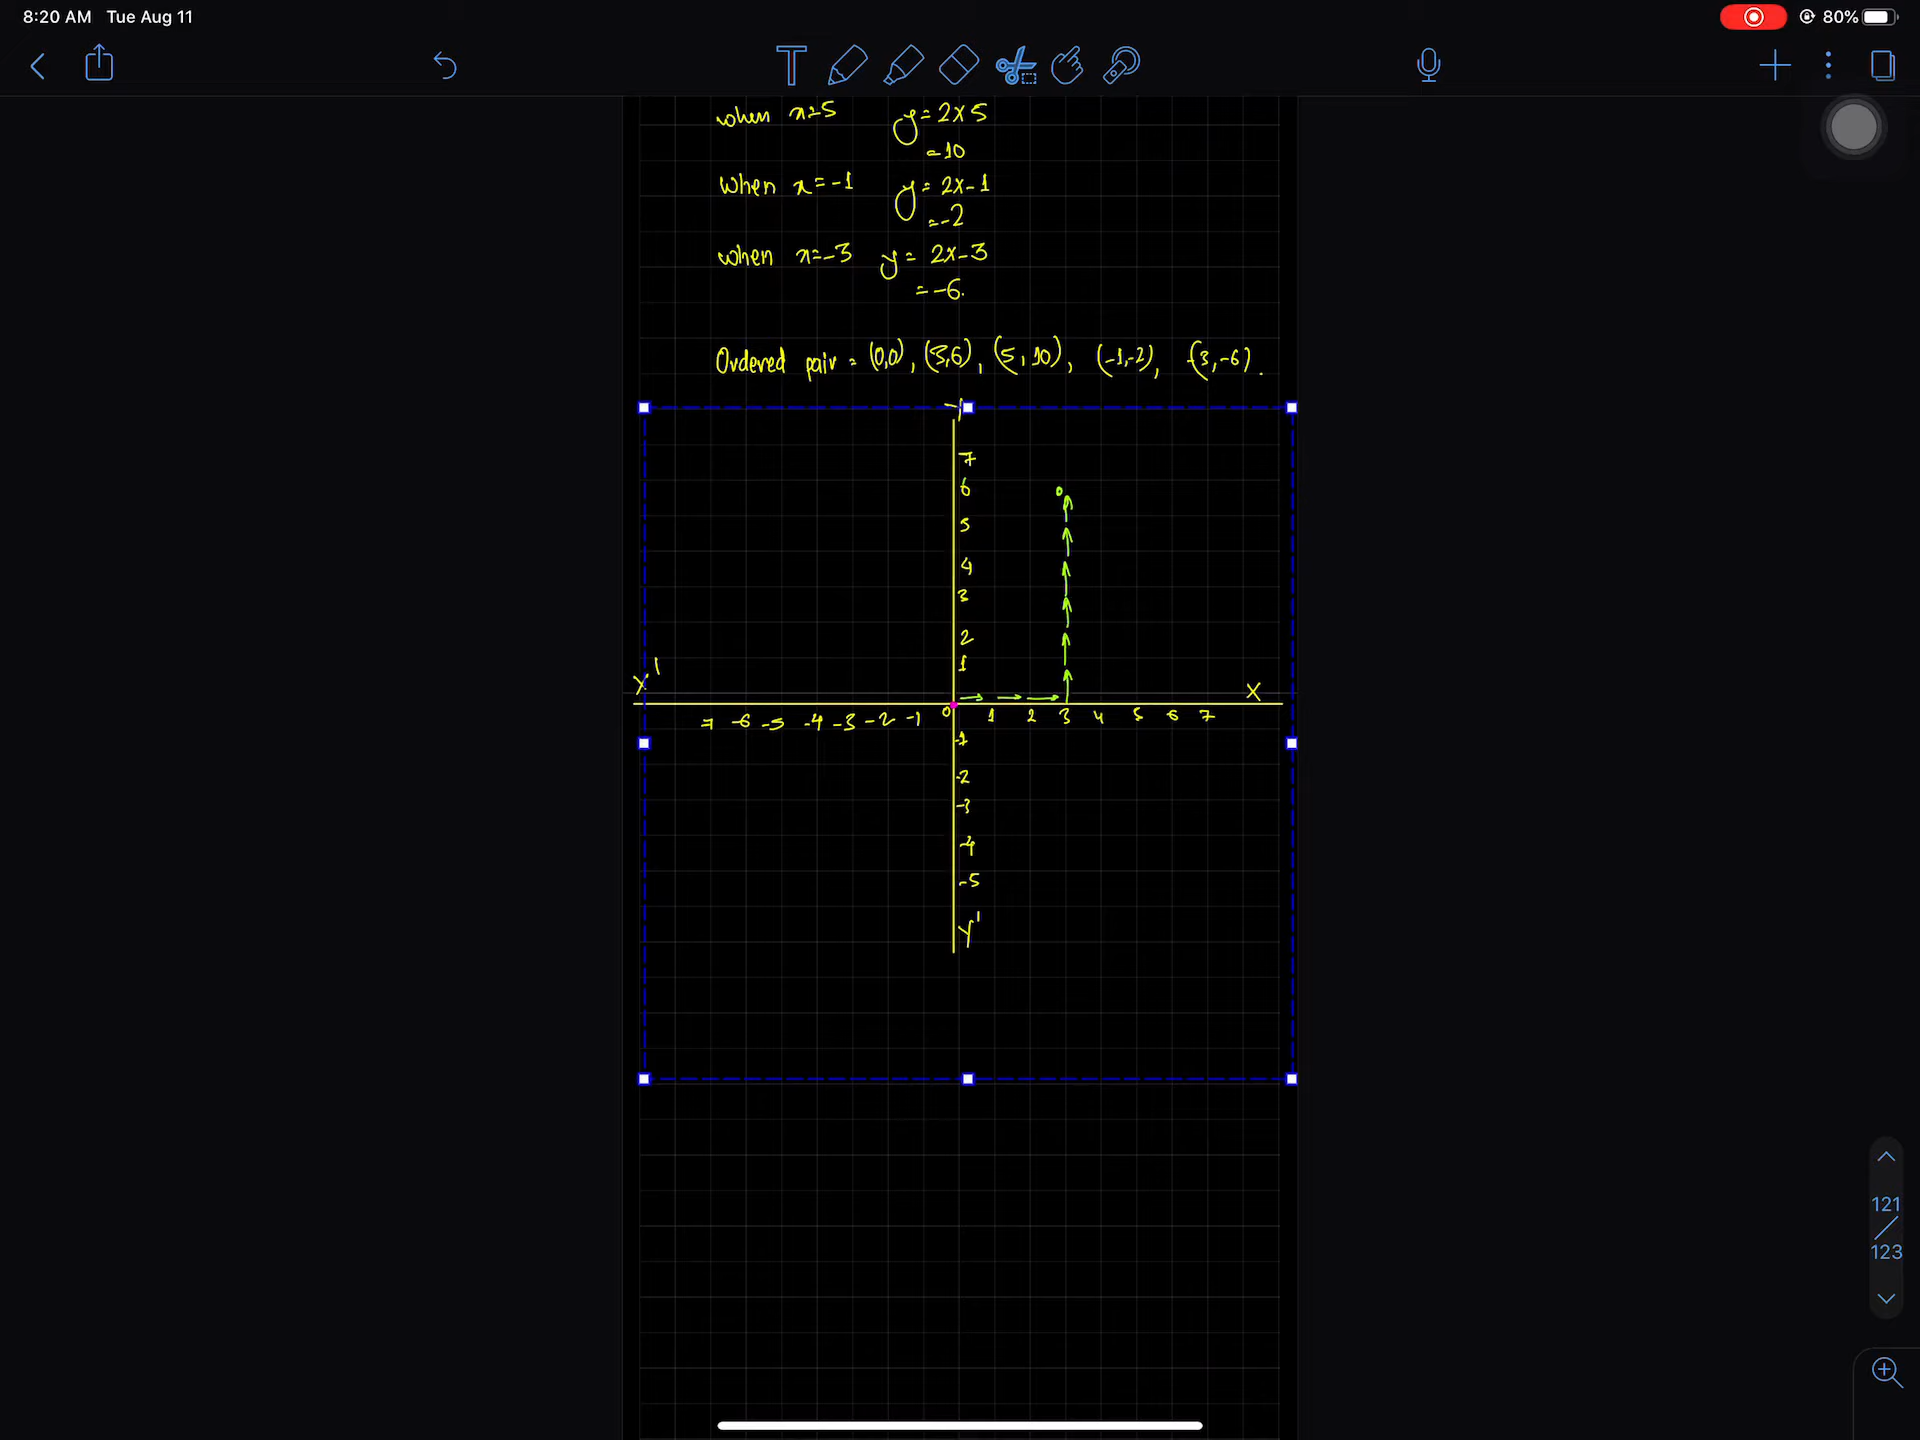 8:20 AM Tue Aug 11
80%
T
when x=5 y=2x5
=10
when x=-1 y=2x-1
=-2
when x=-3 y=2x-3
=-6.
Ordered pair = (0,0), (3,6), (5,10), (-1,-2), (-3,-6).
Y
7
6
5
4
3
2
1
X'
X
7 -6 -5 -4 -3 -2 -1 0 1 2 3 4 5 6 7
-1
-2
-3
-4
-5
Y'
121
123